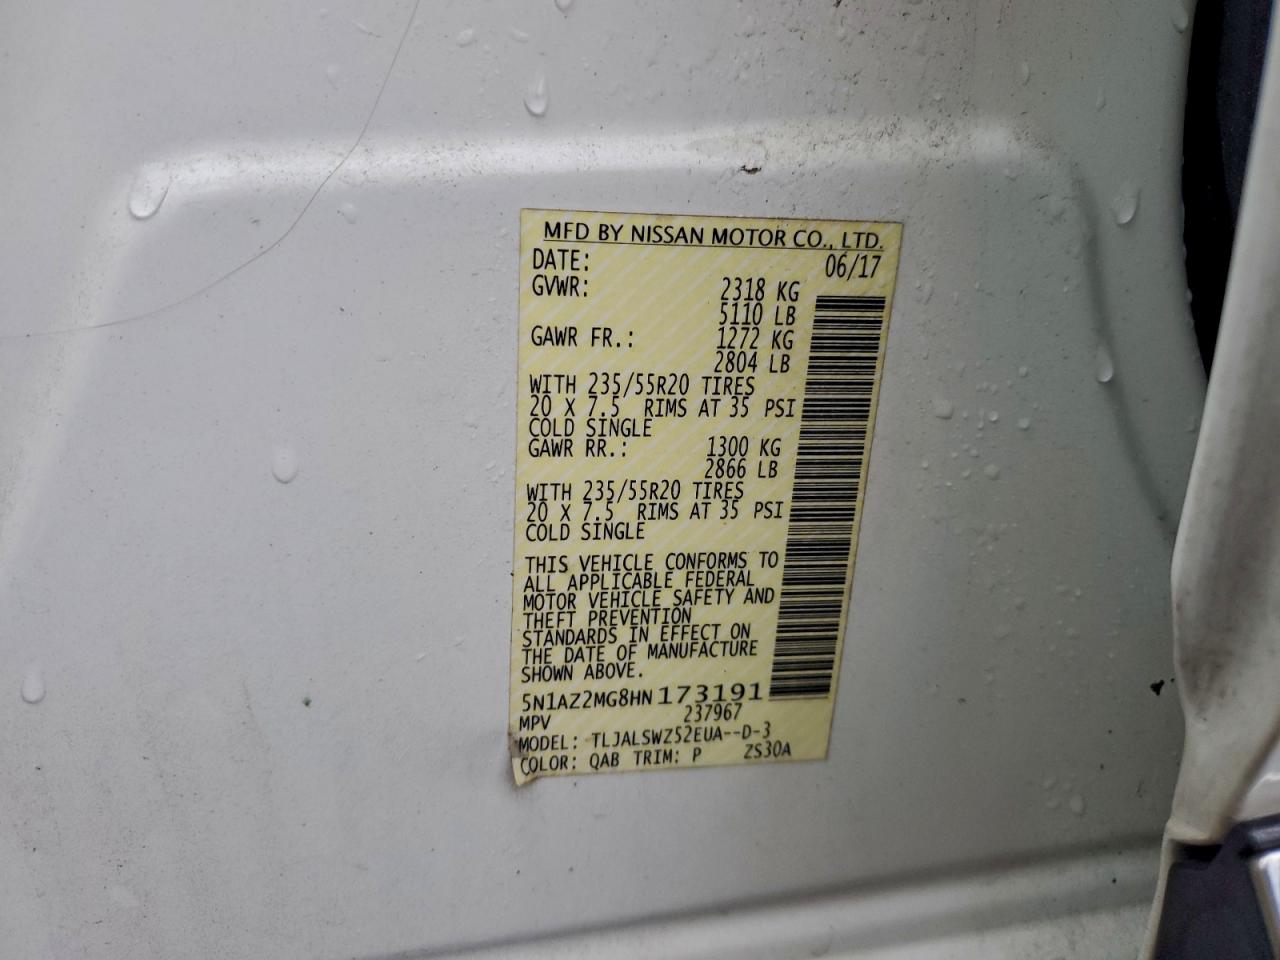 MFD BY NISSAN MOTOR CO., LTD.
DATE: 06/17
GVWR: 2318 KG
5110 LB
GAWR FR.: 1272 KG
2804 LB
WITH 235/55R20 TIRES
20 X 7.5 RIMS AT 35 PSI
COLD SINGLE
GAWR RR.: 1300 KG
2866 LB
WITH 235/55R20 TIRES
20 X 7.5 RIMS AT 35 PSI
COLD SINGLE
THIS VEHICLE CONFORMS TO
ALL APPLICABLE FEDERAL
MOTOR VEHICLE SAFETY AND
THEFT PREVENTION
STANDARDS IN EFFECT ON
THE DATE OF MANUFACTURE
SHOWN ABOVE.
5N1AZ2MG8HN173191
MPV 237967
MODEL: TLJALSWZ52EUA--D-3
COLOR: QAB TRIM: P ZS30A